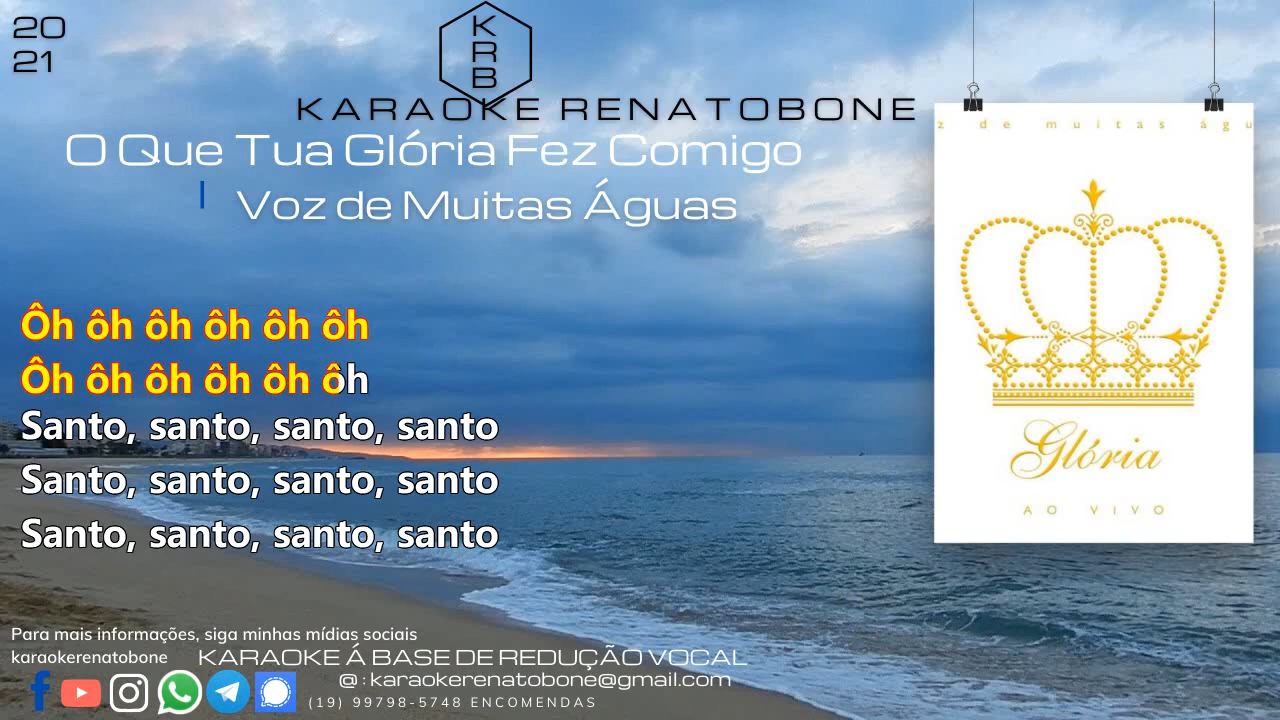 20
21
K
R
B
KARAOKE RENATOBONE
O Que Tua Glória Fez Comigo
Voz de Muitas Águas
z de muitas águ
Ôh ôh ôh ôh ôh ôh
Ôh ôh ôh ôh ôh ôh
Santo, santo, santo, santo
Santo, santo, santo, santo
Santo, santo, santo, santo
Glória
AO VIVO
Para mais informações, siga minhas mídias sociais
karaokerenatobone
KARAOKE Á BASE DE REDUÇÃO VOCAL
@ : karaokerenatobone@gmail.com
(19) 99798-5748 ENCOMENDAS